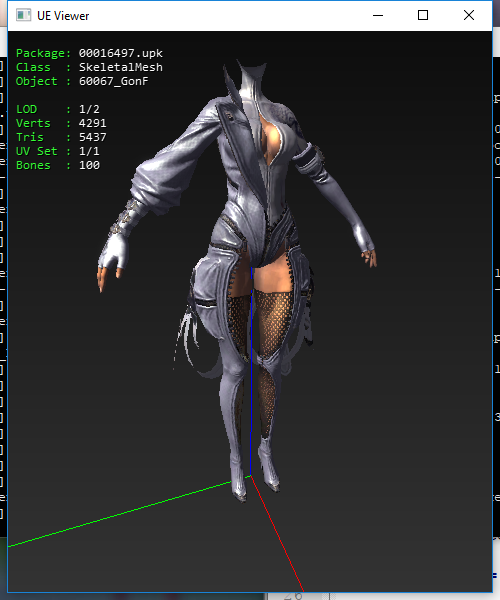 UE Viewer
Package: 00016497.upk
Class : SkeletalMesh
Object : 60067_GonF
LOD : 1/2
Verts : 4291
Tris : 5437
UV Set : 1/1
Bones : 100